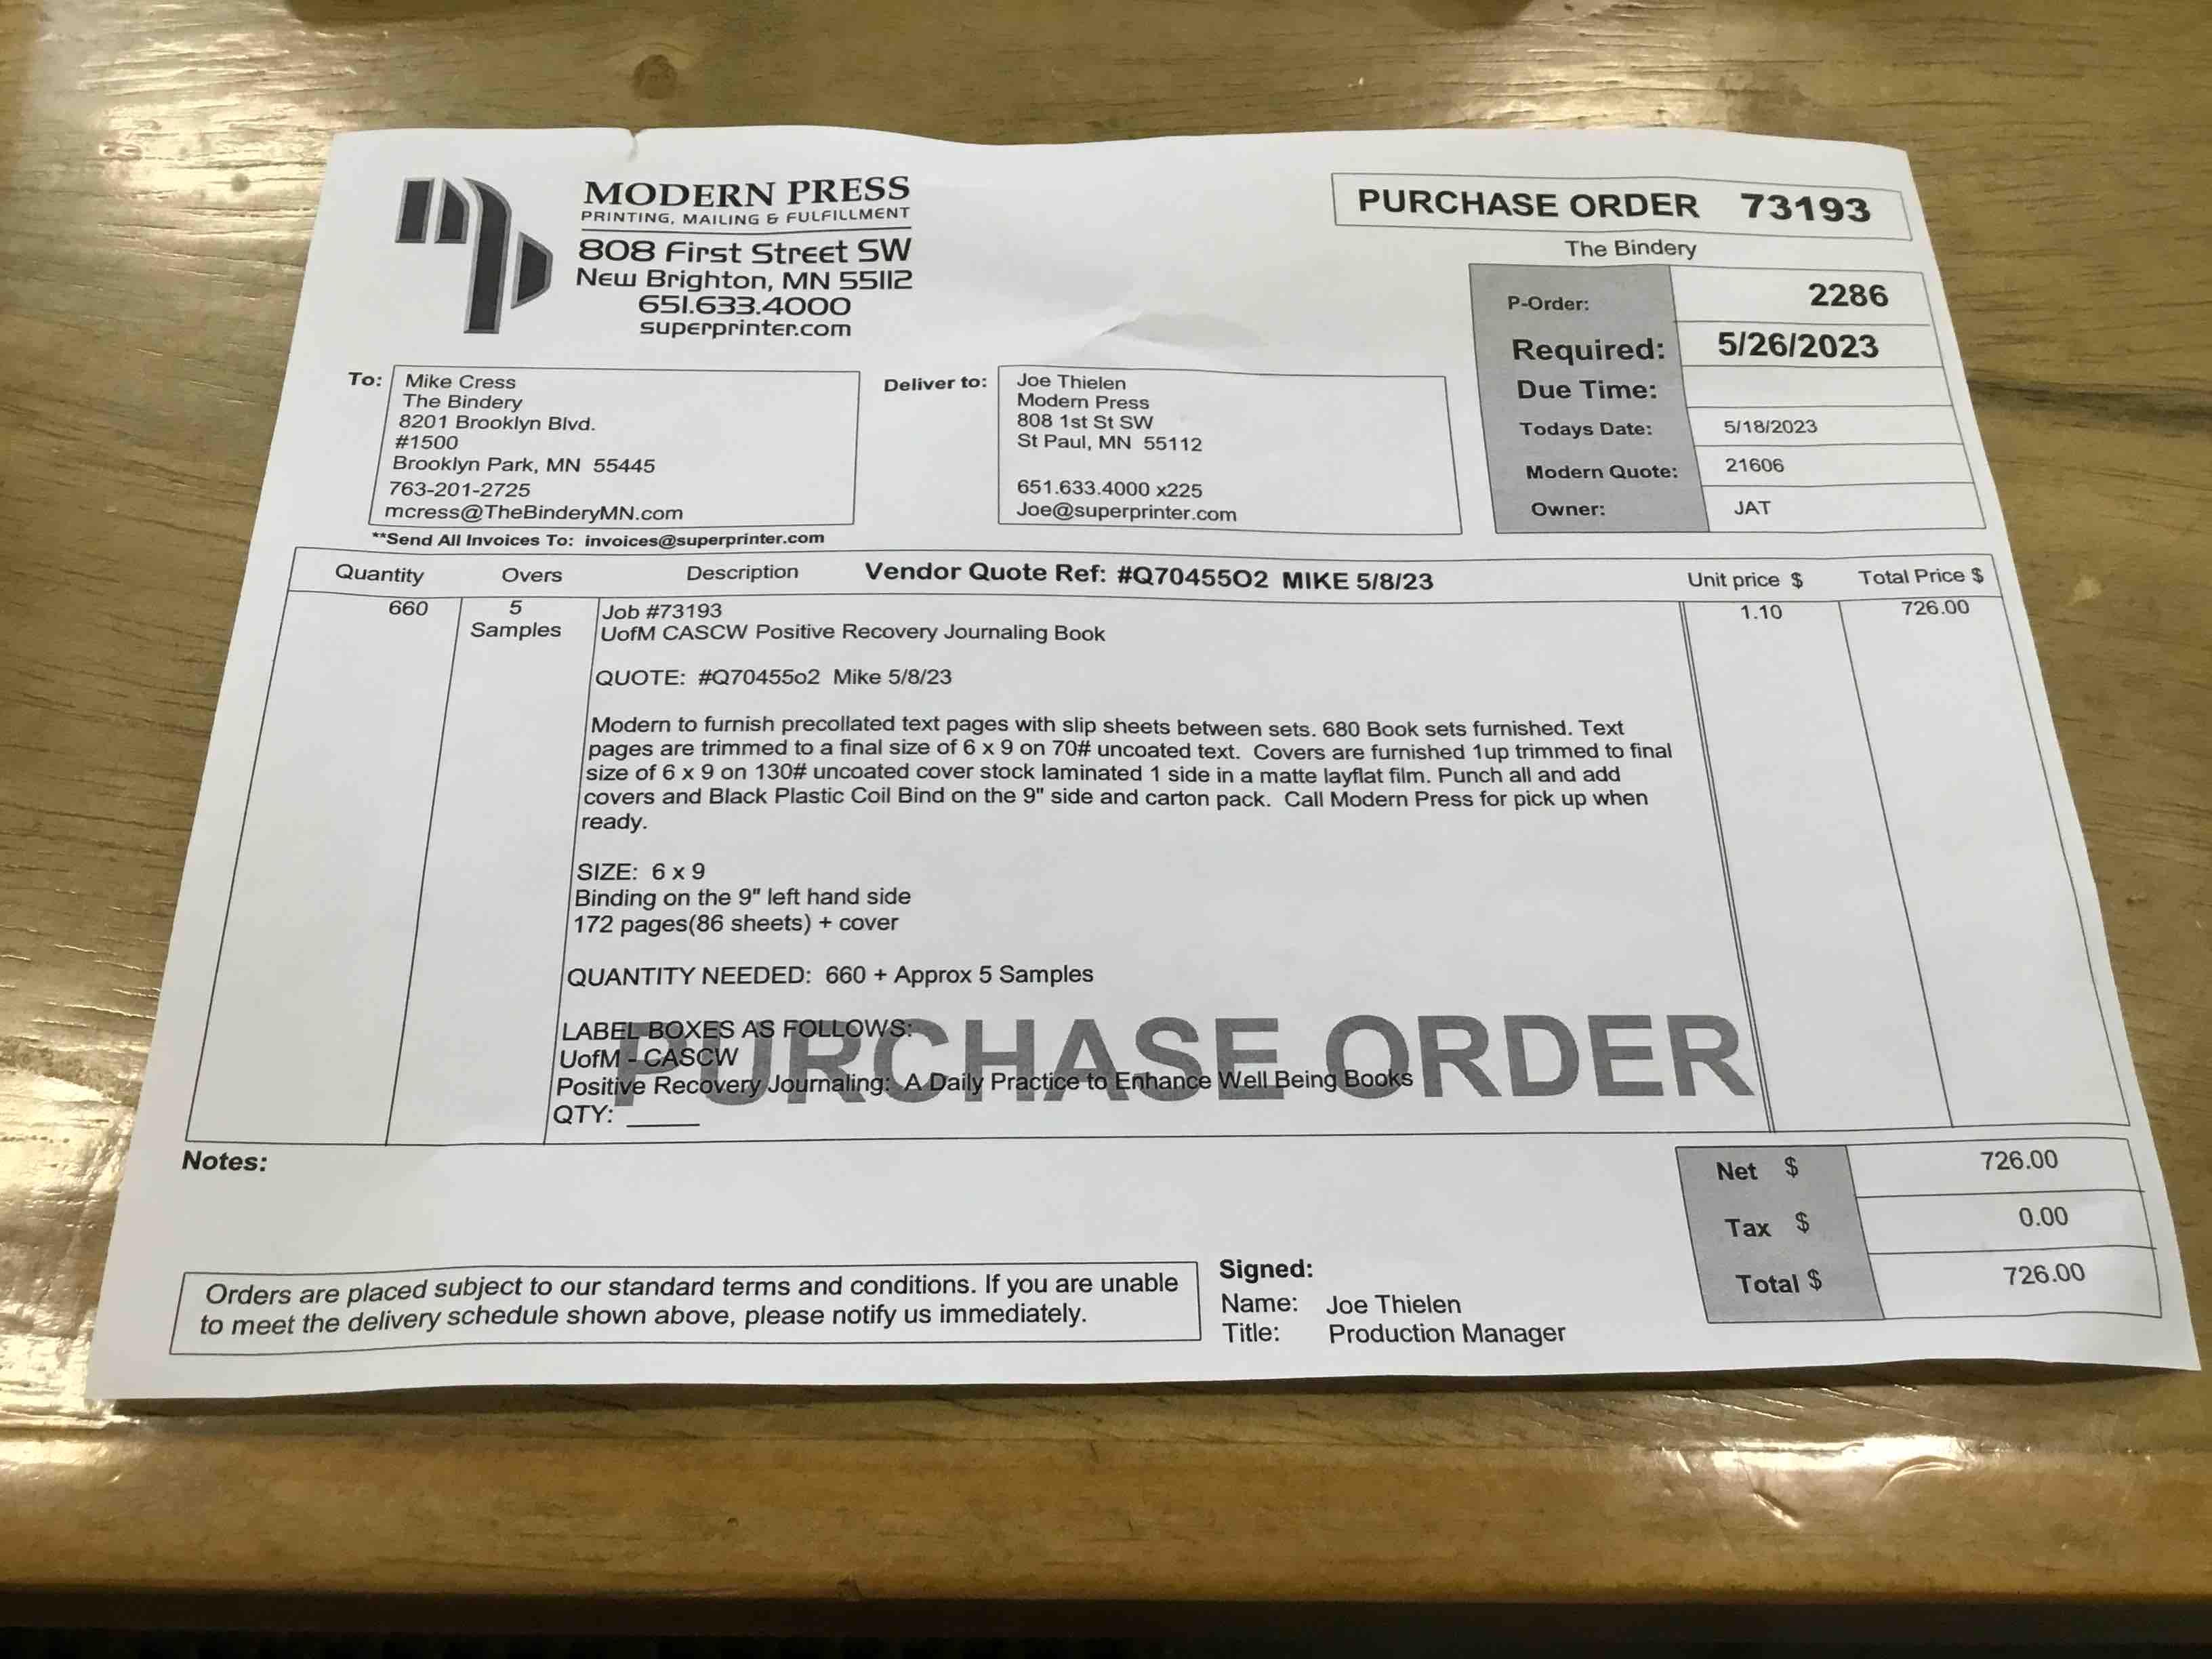 MODERN PRESS
PRINTING, MAILING & FULFILLMENT
808 First Street SW
New Brighton, MN 55112
651.633.4000
superprinter.com
PURCHASE ORDER 73193
The Bindery
P-Order: 2286
Required: 5/26/2023
Due Time:
Todays Date: 5/18/2023
Modern Quote: 21606
Owner: JAT
To:
Mike Cress
The Bindery
8201 Brooklyn Blvd.
#1500
Brooklyn Park, MN 55445
763-201-2725
mcress@TheBinderyMN.com
Deliver to:
Joe Thielen
Modern Press
808 1st St SW
St Paul, MN 55112
651.633.4000 x225
Joe@superprinter.com
**Send All Invoices To: invoices@superprinter.com
Quantity Overs Description Vendor Quote Ref: #Q70455O2 MIKE 5/8/23 Unit price $ Total Price $
660 5 Job #73193 1.10 726.00
Samples UofM CASCW Positive Recovery Journaling Book
QUOTE: #Q70455o2 Mike 5/8/23
Modern to furnish precollated text pages with slip sheets between sets. 680 Book sets furnished. Text
pages are trimmed to a final size of 6 x 9 on 70# uncoated text. Covers are furnished 1up trimmed to final
size of 6 x 9 on 130# uncoated cover stock laminated 1 side in a matte layflat film. Punch all and add
covers and Black Plastic Coil Bind on the 9" side and carton pack. Call Modern Press for pick up when
ready.
SIZE: 6 x 9
Binding on the 9" left hand side
172 pages(86 sheets) + cover
QUANTITY NEEDED: 660 + Approx 5 Samples
LABEL BOXES AS FOLLOWS:
UofM - CASCW
Positive Recovery Journaling: A Daily Practice to Enhance Well Being Books
QTY: _____
PURCHASE ORDER
Notes:
Net $ 726.00
Tax $ 0.00
Total $ 726.00
Orders are placed subject to our standard terms and conditions. If you are unable
to meet the delivery schedule shown above, please notify us immediately.
Signed:
Name: Joe Thielen
Title: Production Manager